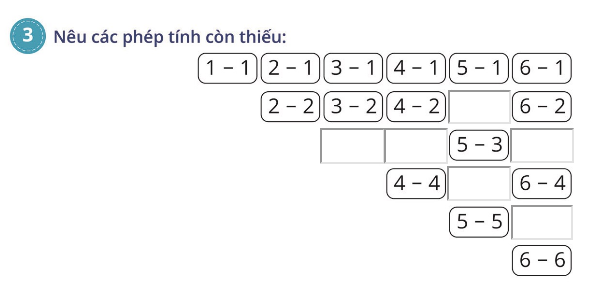 3 Nêu các phép tính còn thiếu:
1 – 1 2 – 1 3 – 1 4 – 1 5 – 1 6 – 1
2 – 2 3 – 2 4 – 2 6 – 2
5 – 3
4 – 4 6 – 4
5 – 5
6 – 6